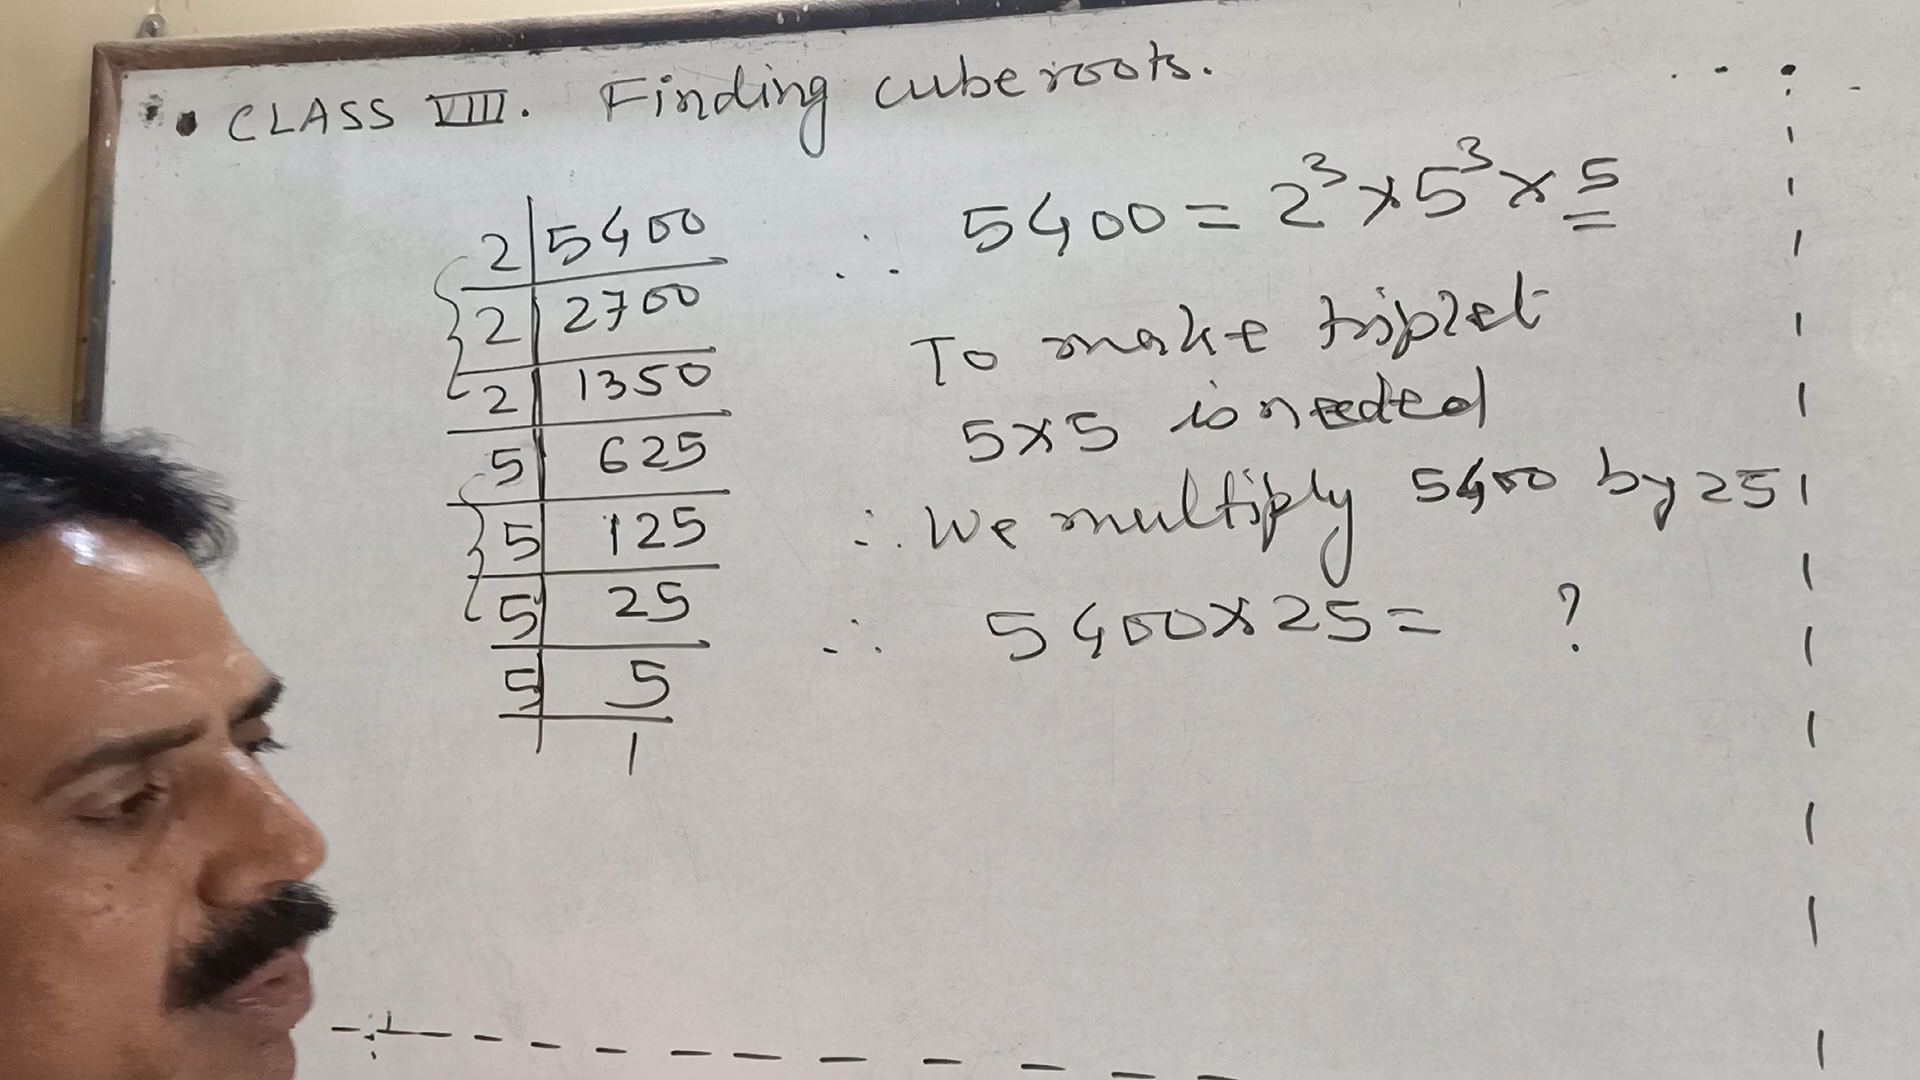 CLASS VIII. Finding cube roots.
2 | 5400
2 | 2700
2 | 1350
5 | 625
5 | 125
5 | 25
5 | 5
1
∴ 5400 = 2³ × 5³ × 5
To make triplet
5×5 is needed
∴ We multiply 5400 by 25
∴ 5400×25 = ?